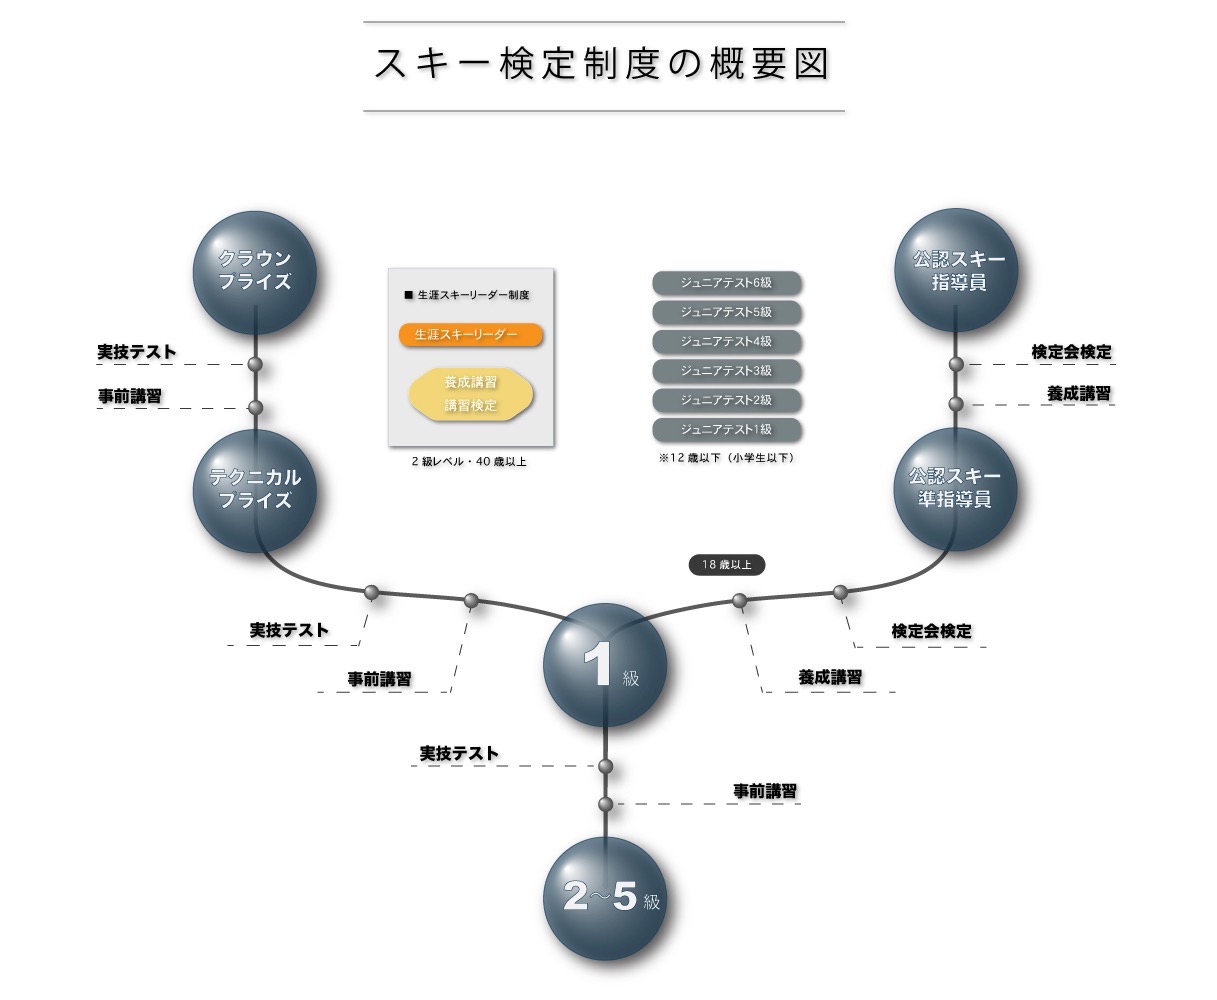 スキー検定制度の概要図
クラウン
プライズ
実技テスト
事前講習
テクニカル
プライズ
■ 生涯スキーリーダー制度
生涯スキーリーダー
養成講習
講習検定
2級レベル・40歳以上
ジュニアテスト6級
ジュニアテスト5級
ジュニアテスト4級
ジュニアテスト3級
ジュニアテスト2級
ジュニアテスト1級
※12歳以下（小学生以下）
公認スキー
指導員
検定会検定
養成講習
公認スキー
準指導員
18歳以上
実技テスト
事前講習
検定会検定
養成講習
1級
実技テスト
事前講習
2～5級